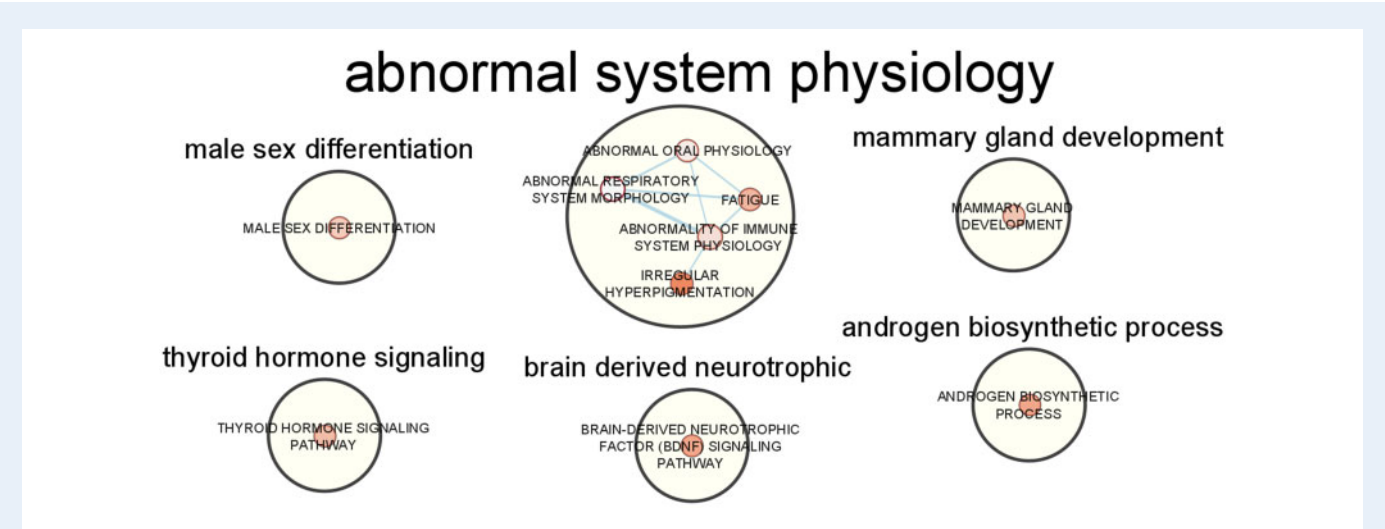 abnormal system physiology
male sex differentiation
MALE SEX DIFFERENTIATION
ABNORMAL ORAL PHYSIOLOGY
ABNORMAL RESPIRATORY
SYSTEM MORPHOLOGY
FATIGUE
ABNORMALITY OF IMMUNE
SYSTEM PHYSIOLOGY
IRREGULAR
HYPERPIGMENTATION
mammary gland development
MAMMARY GLAND
DEVELOPMENT
thyroid hormone signaling
THYROID HORMONE SIGNALING
PATHWAY
brain derived neurotrophic
BRAIN-DERIVED NEUROTROPHIC
FACTOR (BDNF) SIGNALING
PATHWAY
androgen biosynthetic process
ANDROGEN BIOSYNTHETIC
PROCESS